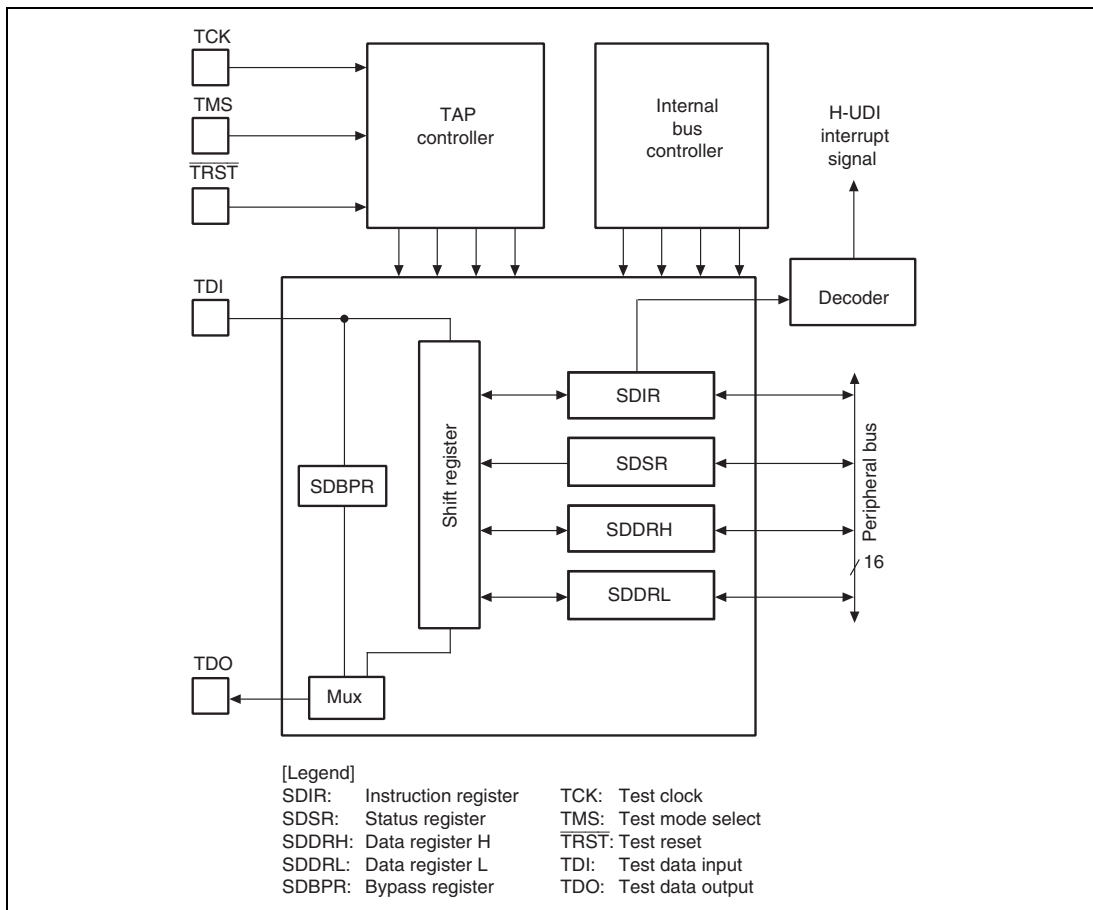 TCK
TMS
TRST
TAP
controller
Internal
bus
controller
H-UDI
interrupt
signal
Decoder
TDI
SDIR
SDSR
SDDRH
SDDRL
SDBPR
Shift register
Peripheral bus
16
TDO
Mux
[Legend]
SDIR: Instruction register
SDSR: Status register
SDDRH: Data register H
SDDRL: Data register L
SDBPR: Bypass register
TCK: Test clock
TMS: Test mode select
TRST: Test reset
TDI: Test data input
TDO: Test data output